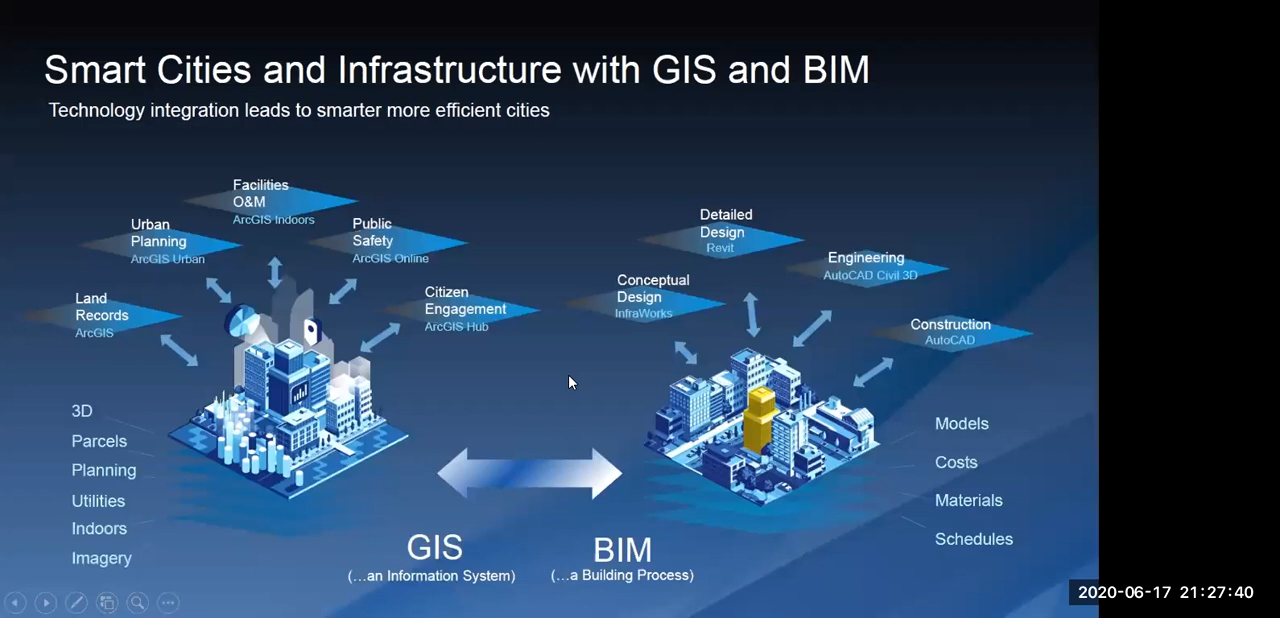 Smart Cities and Infrastructure with GIS and BIM
Technology integration leads to smarter more efficient cities
Facilities
O&M
ArcGIS Indoors
Urban
Planning
ArcGIS Urban
Public
Safety
ArcGIS Online
Land
Records
ArcGIS
Citizen
Engagement
ArcGIS Hub
Detailed
Design
Revit
Engineering
AutoCAD Civil 3D
Conceptual
Design
InfraWorks
Construction
AutoCAD
3D
Parcels
Planning
Utilities
Indoors
Imagery
Models
Costs
Materials
Schedules
GIS
(...an Information System)
BIM
(...a Building Process)
2020-06-17 21:27:40